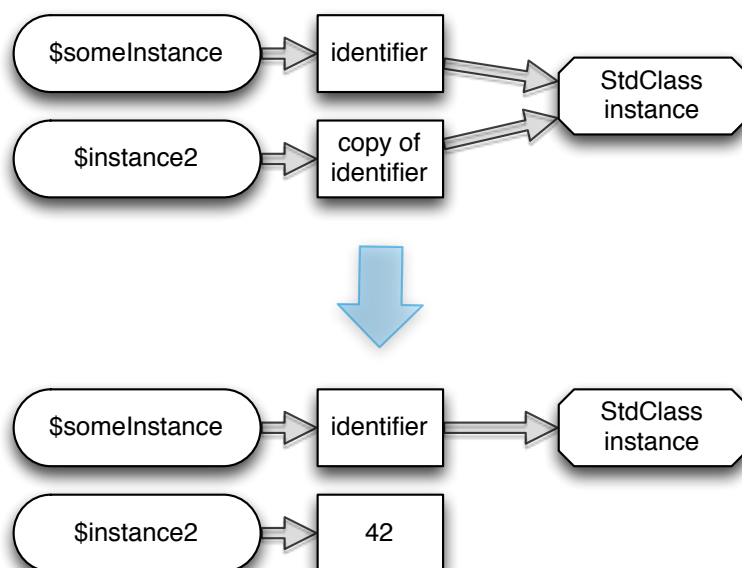 $someInstance
identifier
StdClass
instance
$instance2
copy of
identifier
$someInstance
identifier
StdClass
instance
$instance2
42